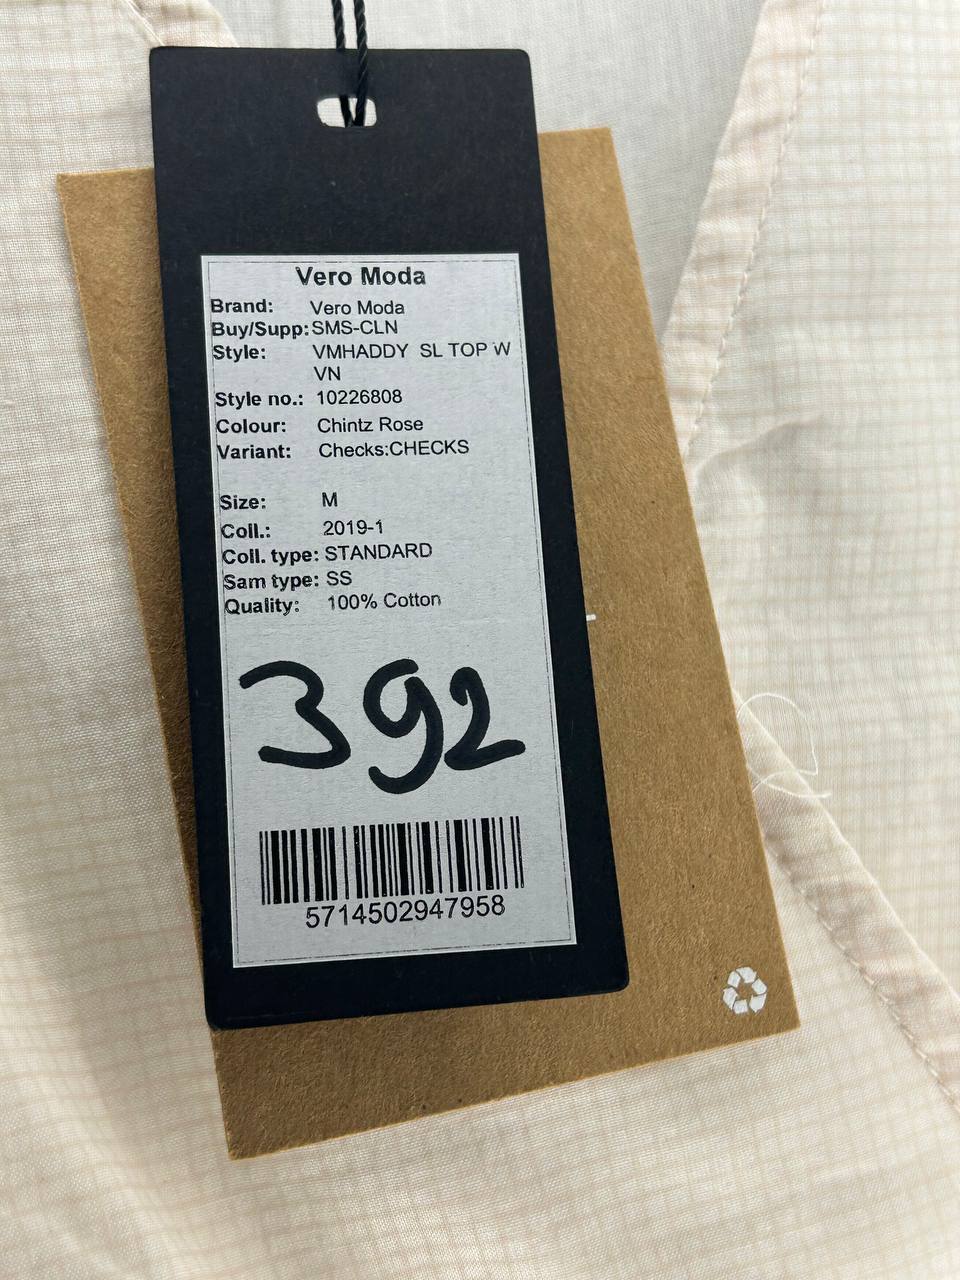 Vero Moda
Brand: Vero Moda
Buy/Supp: SMS-CLN
Style: VMHADDY SL TOP W
VN
Style no.: 10226808
Colour: Chintz Rose
Variant: Checks:CHECKS
Size: M
Coll.: 2019-1
Coll. type: STANDARD
Sam type: SS
Quality: 100% Cotton
392
5714502947958